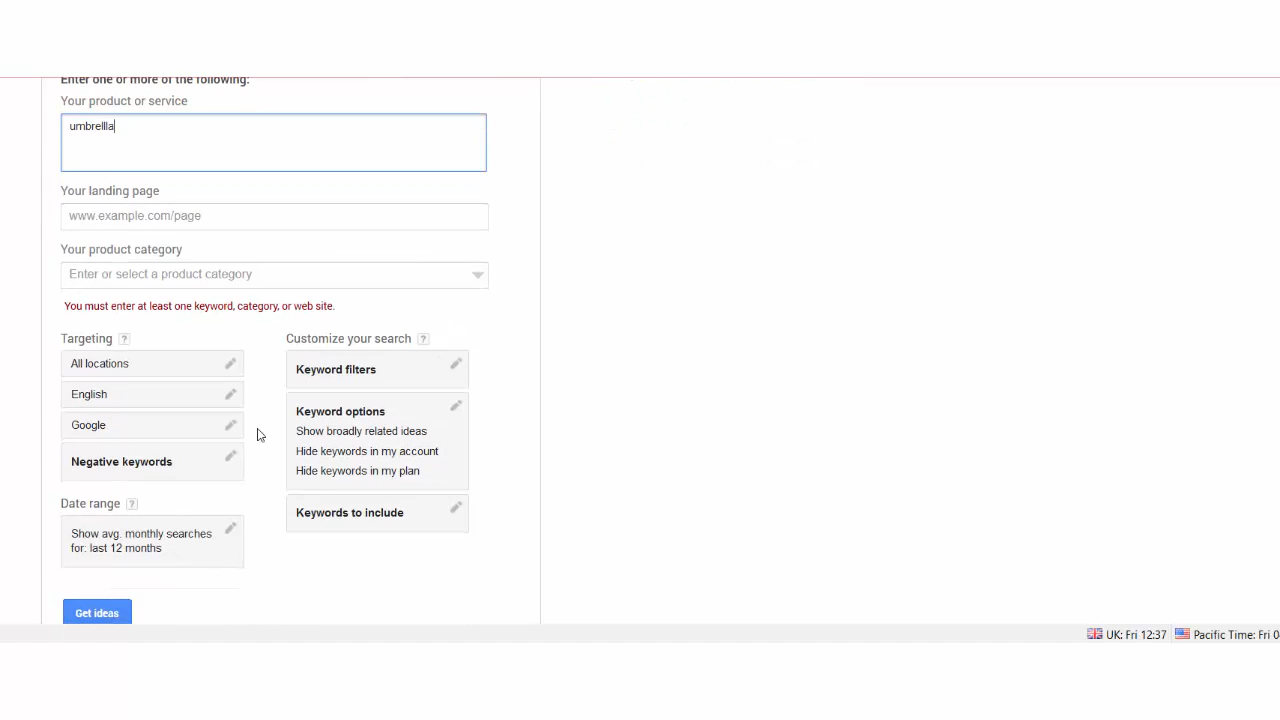 Enter one or more of the following:
Your product or service
umbrellla
Your landing page
www.example.com/page
Your product category
Enter or select a product category
You must enter at least one keyword, category, or web site.
Targeting ?
All locations
English
Google
Negative keywords
Date range ?
Show avg. monthly searches
for: last 12 months
Customize your search ?
Keyword filters
Keyword options
Show broadly related ideas
Hide keywords in my account
Hide keywords in my plan
Keywords to include
Get ideas
UK: Fri 12:37
Pacific Time: Fri 0